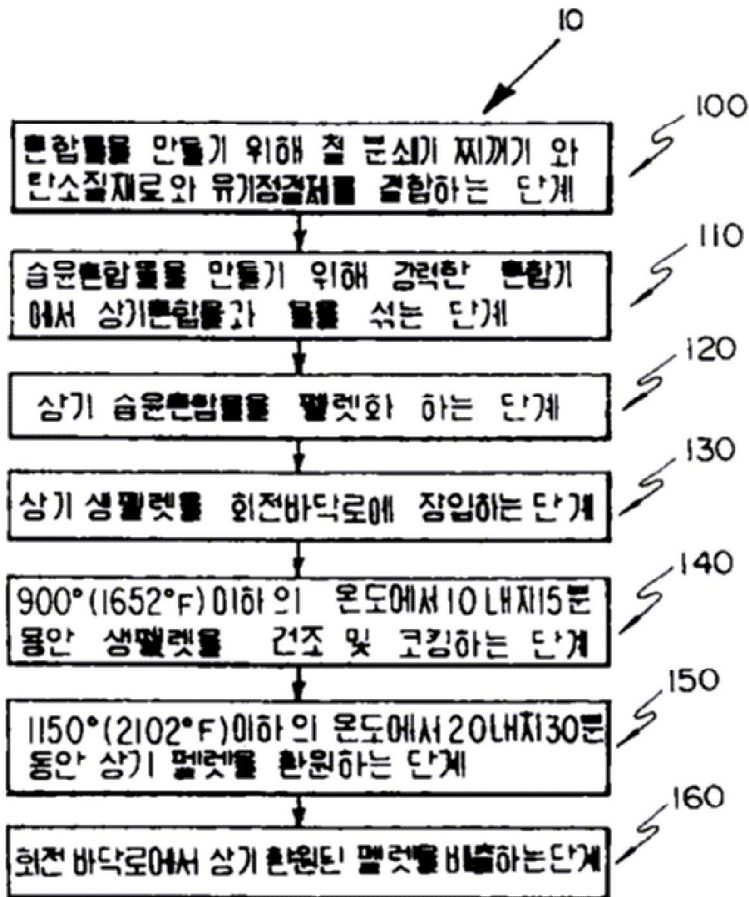 10
혼합물을 만들기 위해 철 분쇄기 찌꺼기 와
탄소질재료와 유기점결제를 결합하는 단계
100
습윤혼합물을 만들기 위해 강력한 혼합기
에서 상기혼합물과 물을 섞는 단계
110
상기 습윤혼합물을 펠렛화 하는 단계
120
상기 생펠렛을 회전바닥로에 장입하는단계
130
900°(1652°F)이하의 온도에서10내지15분
동안 생펠렛을 건조 및 코킹하는 단계
140
1150°(2102°F)이하의 온도에서20내지30분
동안 상기 펠렛을 환원하는 단계
150
회전 바닥로에서 상기 환원된 펠렛을 배출하는단계
160